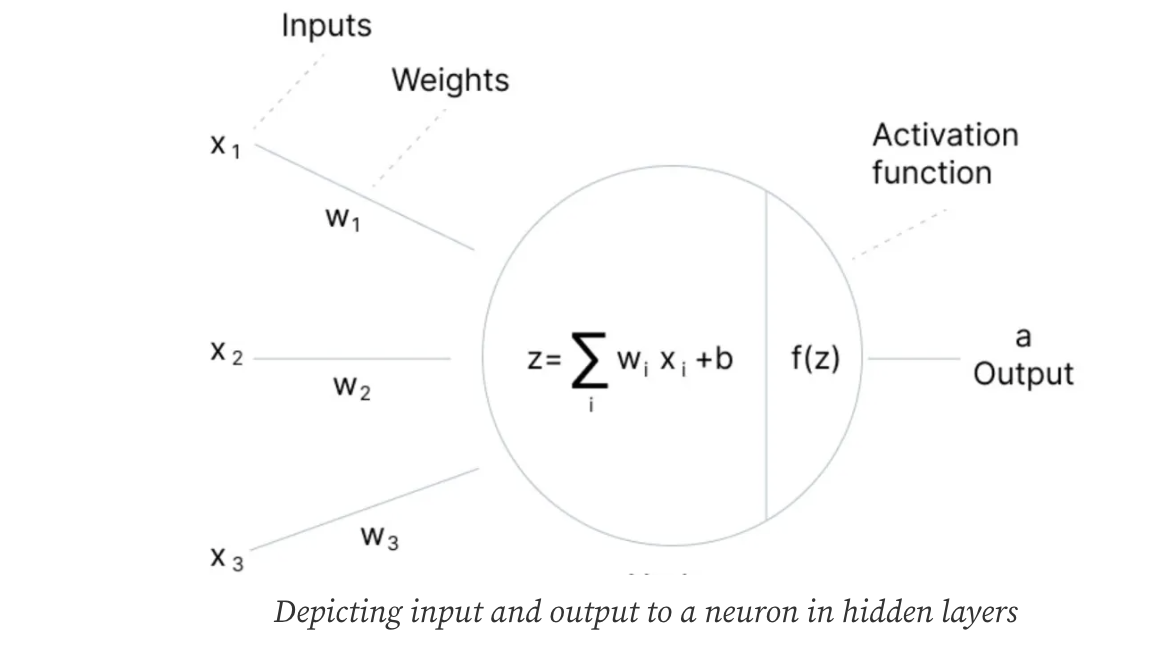 Inputs
Weights
Activation
function
x1
w1
x2
w2
z= ∑ wi xi +b
i
f(z)
a
Output
w3
x3
Depicting input and output to a neuron in hidden layers